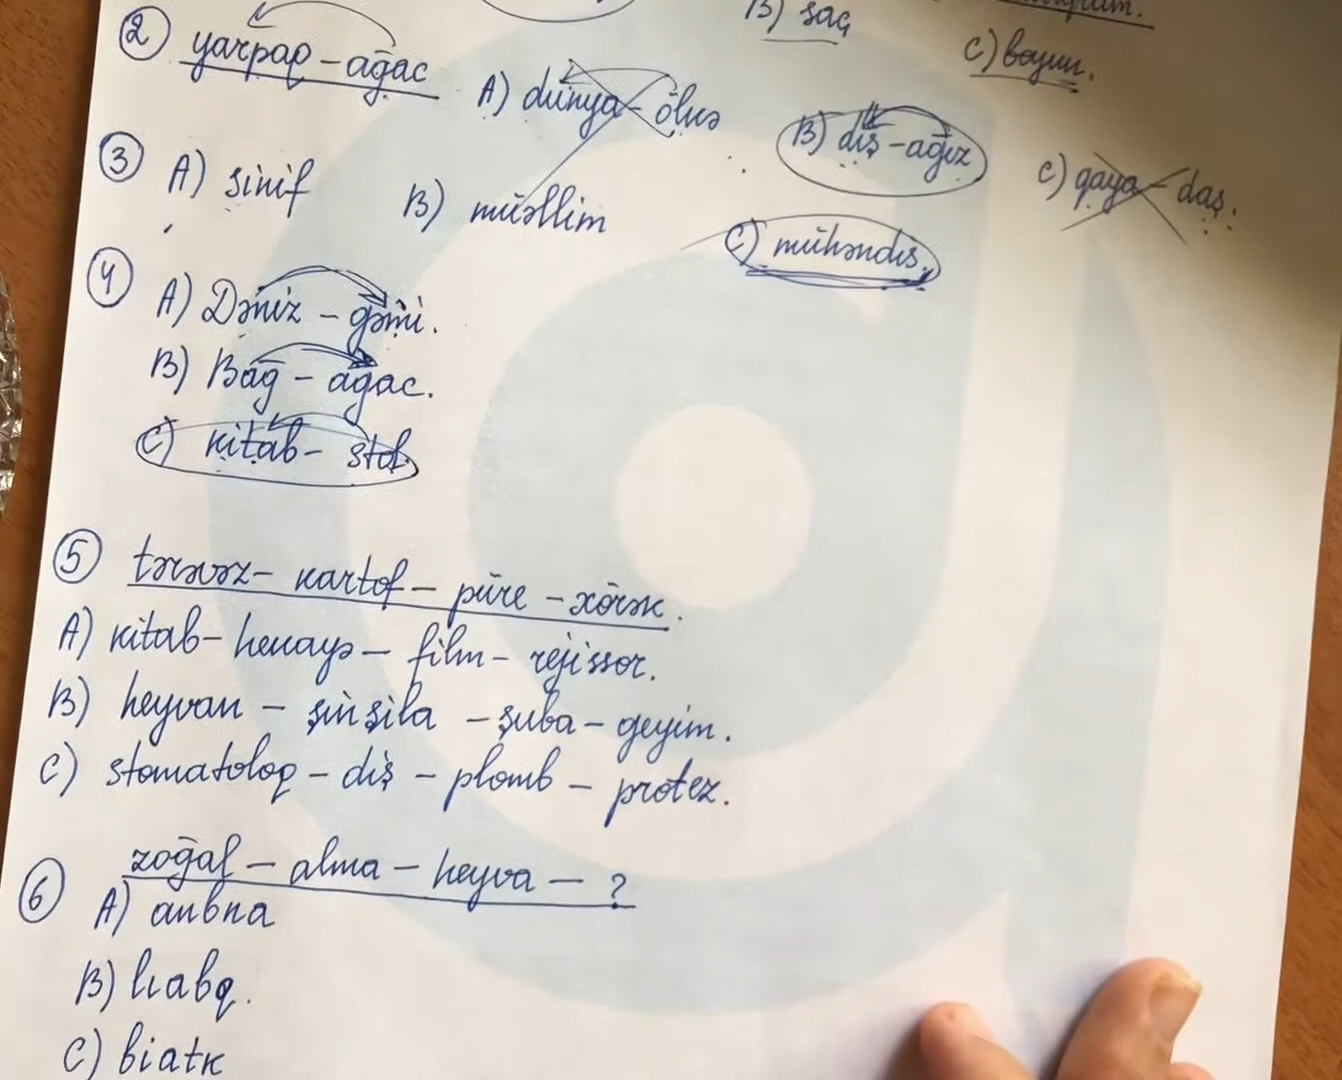 B) saç
C) boyun.
② yarpaq - ağac
A) dünya - ölkə
B) diş - ağız
C) qaya - daş.
③ A) sinif
B) müəllim
C) mühəndis.
④ A) Dəniz - gəmi.
B) Bağ - ağac.
C) kitab - stol.
⑤ tərəvəz - kartof - püre - xörək.
A) kitab - hekayə - film - rejissor.
B) heyvan - şinşila - şuba - geyim.
C) stomatoloq - diş - plomb - protez.
⑥ zoğal - alma - heyva - ?
A) anbna
B) lıabq.
C) biatk